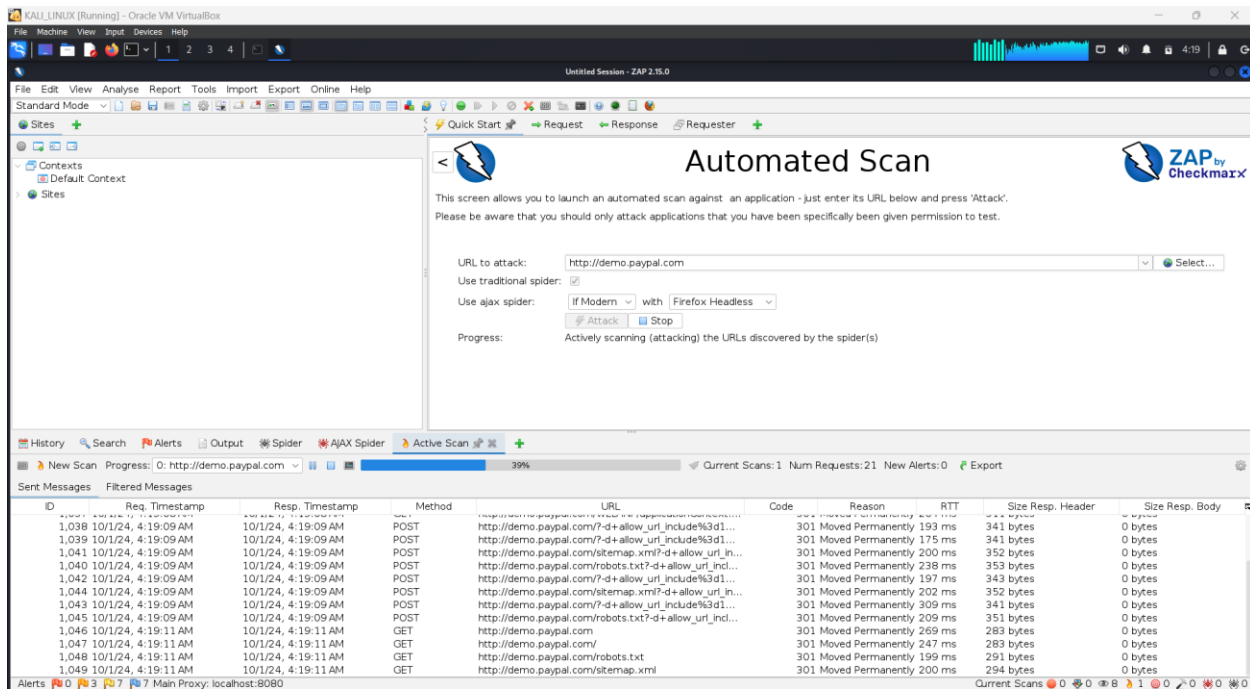 KALI_LINUX [Running] - Oracle VM VirtualBox
File Machine View Input Devices Help
1 2 3 4 4:19
Untitled Session - ZAP 2.15.0
File Edit View Analyse Report Tools Import Export Online Help
Standard Mode
Sites
Quick Start Request Response Requester
Contexts
Default Context
Sites
<
Automated Scan
ZAP by Checkmarx
This screen allows you to launch an automated scan against an application - just enter its URL below and press 'Attack'.
Please be aware that you should only attack applications that you have been specifically been given permission to test.
URL to attack: http://demo.paypal.com Select...
Use traditional spider:
Use ajax spider: If Modern with Firefox Headless
Attack Stop
Progress: Actively scanning (attacking) the URLs discovered by the spider(s)
History Search Alerts Output Spider AJAX Spider Active Scan
New Scan Progress: 0: http://demo.paypal.com 39% Current Scans: 1 Num Requests: 21 New Alerts: 0 Export
Sent Messages Filtered Messages
ID Req. Timestamp Resp. Timestamp Method URL Code Reason RTT Size Resp. Header Size Resp. Body
1,038 10/1/24, 4:19:09 AM 10/1/24, 4:19:09 AM POST http://demo.paypal.com/?-d+allow_url_include%3d1... 301 Moved Permanently 193 ms 341 bytes 0 bytes
1,039 10/1/24, 4:19:09 AM 10/1/24, 4:19:09 AM POST http://demo.paypal.com/?-d+allow_url_include%3d1... 301 Moved Permanently 175 ms 341 bytes 0 bytes
1,041 10/1/24, 4:19:09 AM 10/1/24, 4:19:09 AM POST http://demo.paypal.com/sitemap.xml?-d+allow_url_in... 301 Moved Permanently 200 ms 352 bytes 0 bytes
1,040 10/1/24, 4:19:09 AM 10/1/24, 4:19:09 AM POST http://demo.paypal.com/robots.txt?-d+allow_url_incl... 301 Moved Permanently 238 ms 353 bytes 0 bytes
1,042 10/1/24, 4:19:09 AM 10/1/24, 4:19:09 AM POST http://demo.paypal.com/?-d+allow_url_include%3d1... 301 Moved Permanently 197 ms 343 bytes 0 bytes
1,044 10/1/24, 4:19:09 AM 10/1/24, 4:19:09 AM POST http://demo.paypal.com/sitemap.xml?-d+allow_url_in... 301 Moved Permanently 202 ms 352 bytes 0 bytes
1,043 10/1/24, 4:19:09 AM 10/1/24, 4:19:09 AM POST http://demo.paypal.com/?-d+allow_url_include%3d1... 301 Moved Permanently 309 ms 341 bytes 0 bytes
1,045 10/1/24, 4:19:09 AM 10/1/24, 4:19:09 AM POST http://demo.paypal.com/robots.txt?-d+allow_url_incl... 301 Moved Permanently 209 ms 351 bytes 0 bytes
1,046 10/1/24, 4:19:11 AM 10/1/24, 4:19:11 AM GET http://demo.paypal.com 301 Moved Permanently 269 ms 283 bytes 0 bytes
1,047 10/1/24, 4:19:11 AM 10/1/24, 4:19:11 AM GET http://demo.paypal.com/ 301 Moved Permanently 247 ms 283 bytes 0 bytes
1,048 10/1/24, 4:19:11 AM 10/1/24, 4:19:11 AM GET http://demo.paypal.com/robots.txt 301 Moved Permanently 199 ms 291 bytes 0 bytes
1,049 10/1/24, 4:19:11 AM 10/1/24, 4:19:11 AM GET http://demo.paypal.com/sitemap.xml 301 Moved Permanently 200 ms 294 bytes 0 bytes
Alerts 0 3 7 7 Main Proxy: localhost:8080 Current Scans 0 0 8 1 0 0 0 0